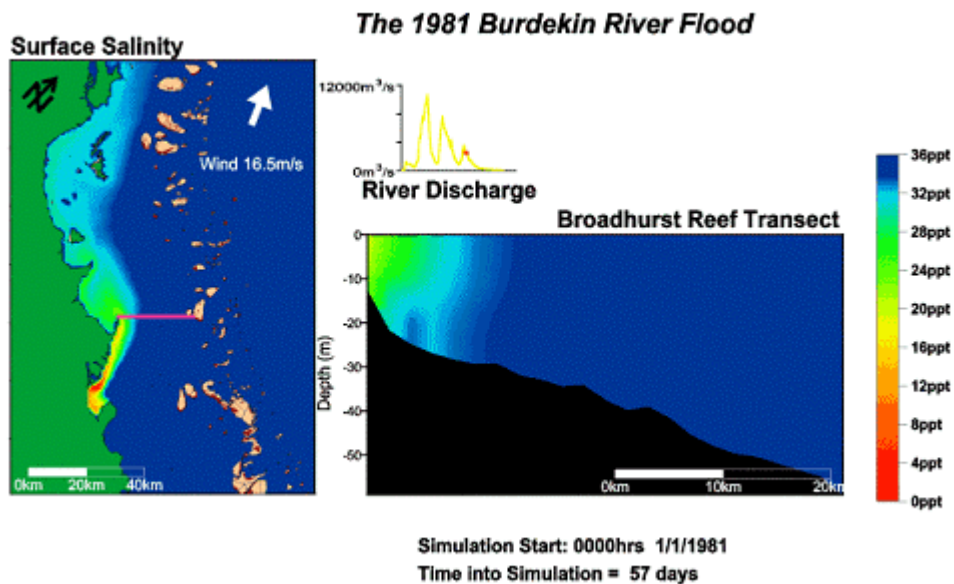 The 1981 Burdekin River Flood
Surface Salinity
N
Wind 16.5m/s
0km 20km 40km
12000m³/s
0m³/s
River Discharge
Broadhurst Reef Transect
Depth (m)
0
-10
-20
-30
-40
-50
0km 10km 20km
36ppt
32ppt
28ppt
24ppt
20ppt
16ppt
12ppt
8ppt
4ppt
0ppt
Simulation Start: 0000hrs 1/1/1981
Time into Simulation = 57 days